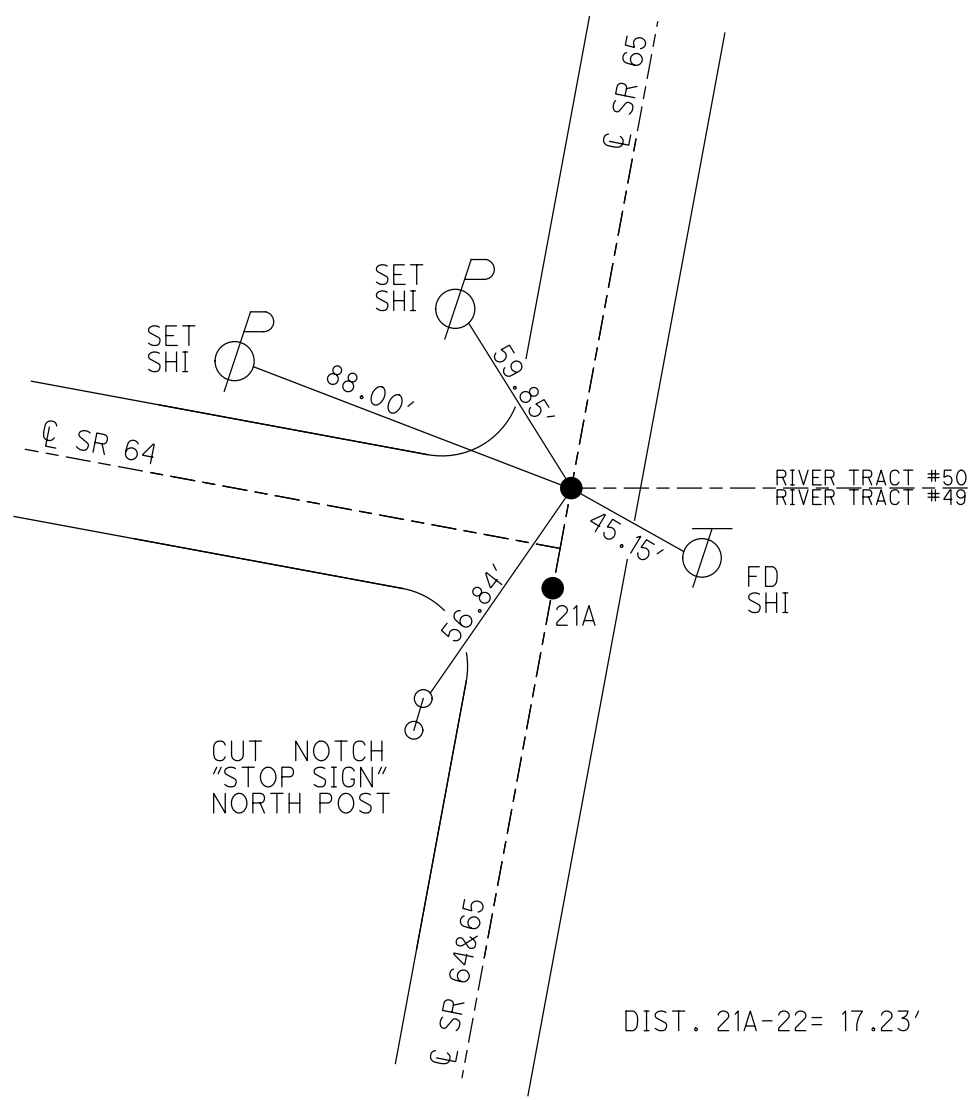 ℄ SR 65
SET
SHI
SET
SHI
59.85'
88.00'
℄ SR 64
RIVER TRACT #50
RIVER TRACT #49
45.15'
FD
SHI
56.84'
21A
CUT NOTCH
"STOP SIGN"
NORTH POST
℄ SR 64&65
DIST. 21A-22= 17.23'